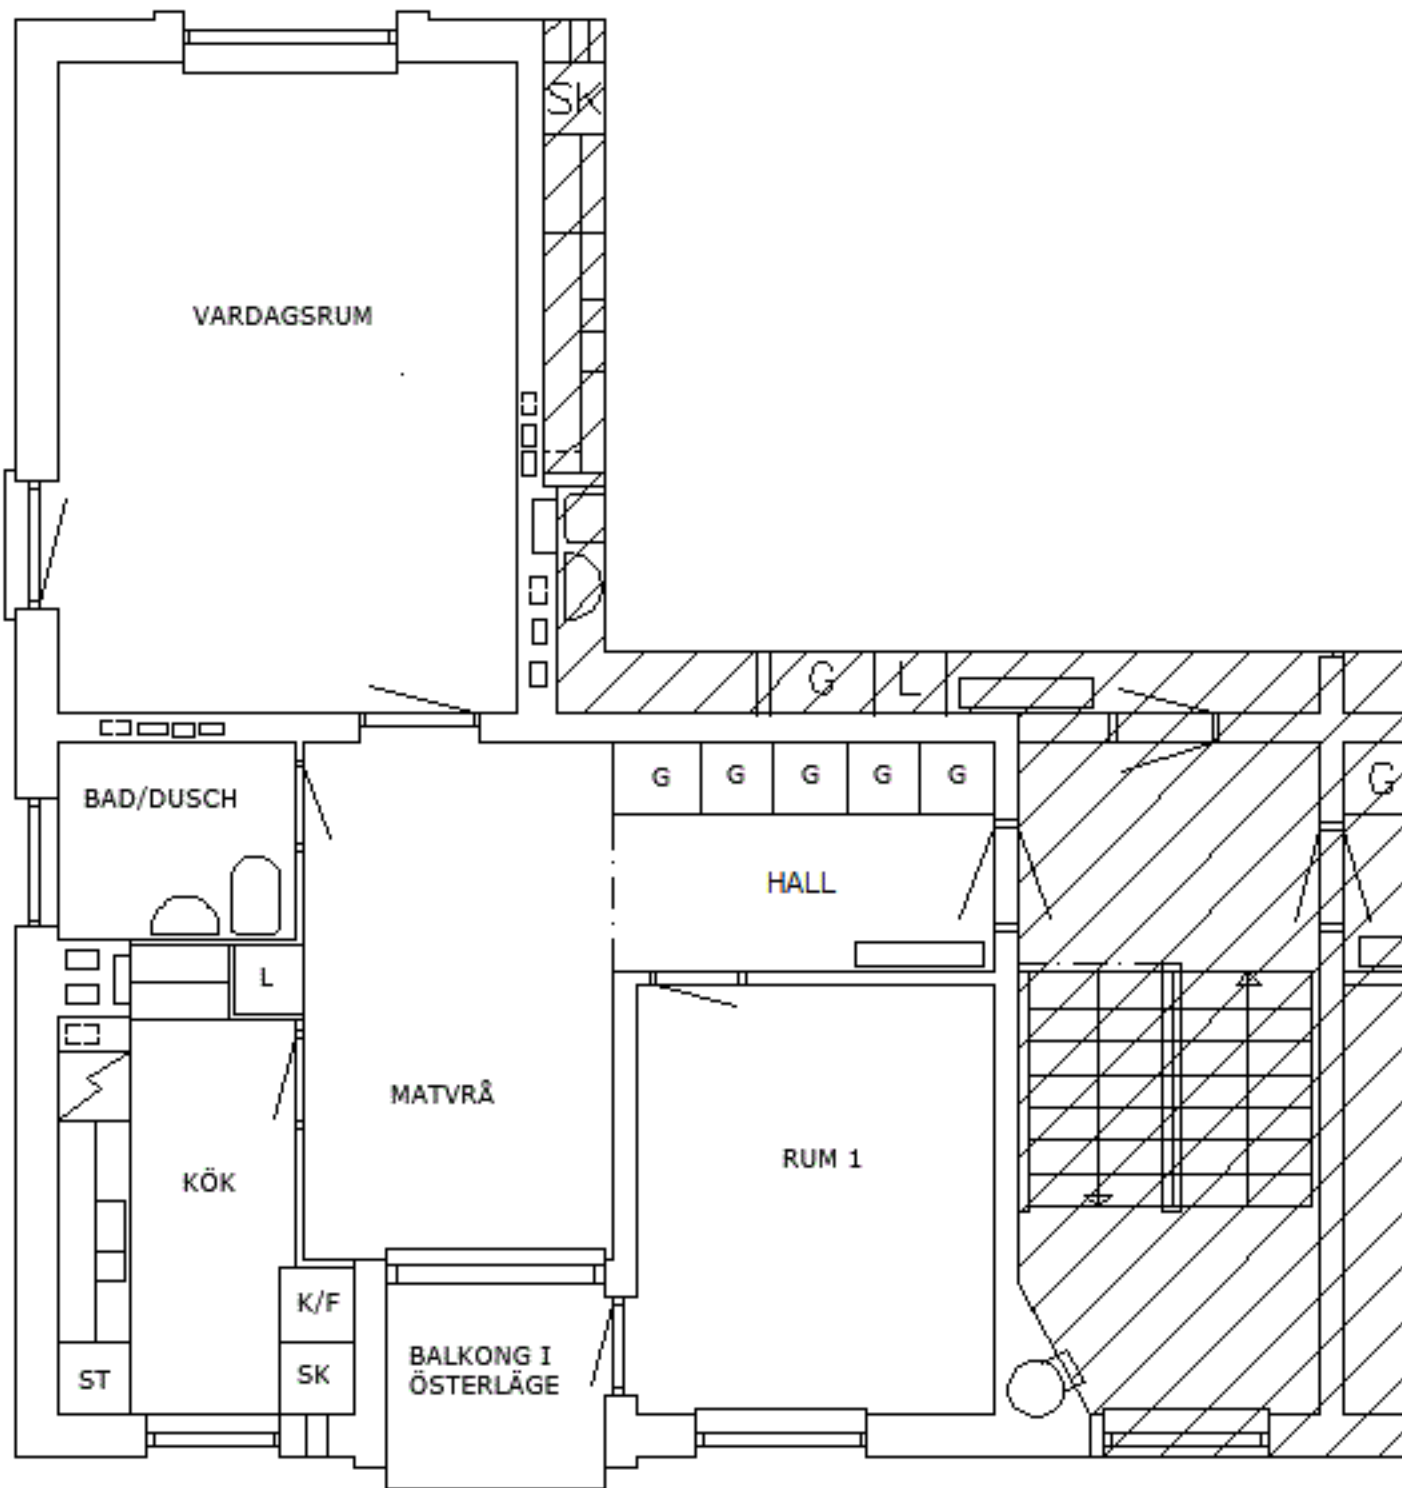 SK
VARDAGSRUM
G L
BAD/DUSCH
G G G G G
G
HALL
L
MATVRÅ
RUM 1
KÖK
K/F
SK
ST
BALKONG I
ÖSTERLÄGE